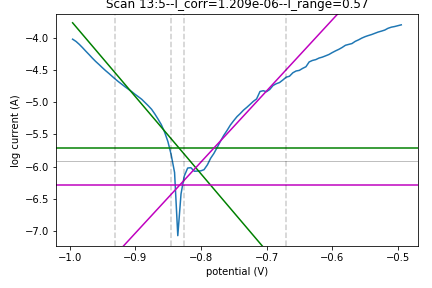 Scan 13:5--I_corr=1.209e-06--I_range=0.57
−4.0
−4.5
−5.0
−5.5
−6.0
−6.5
−7.0
log current (A)
−1.0 −0.9 −0.8 −0.7 −0.6 −0.5
potential (V)